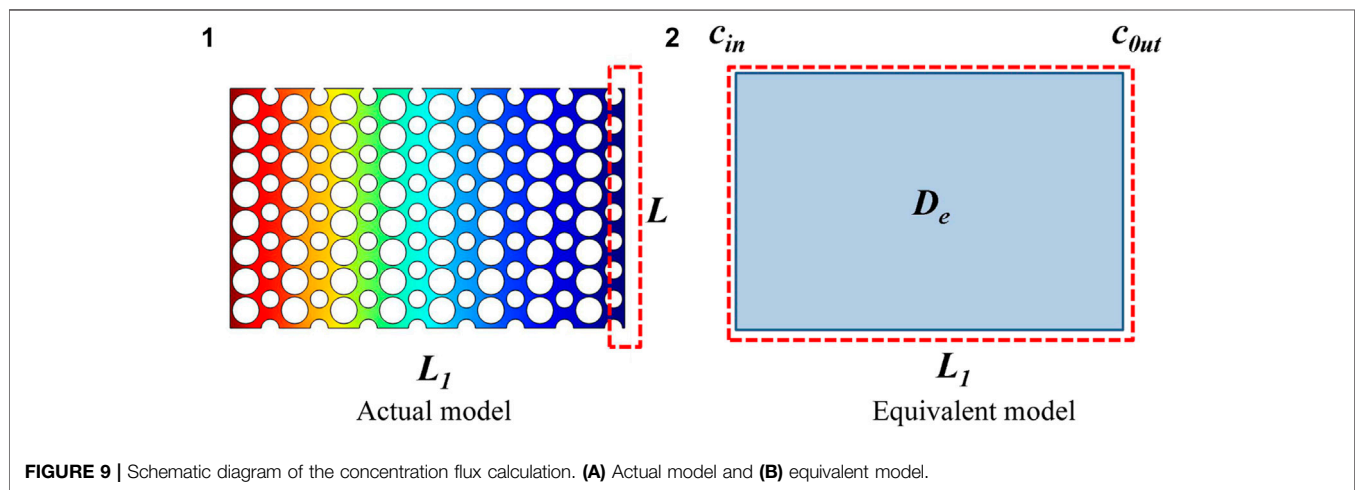 1
2
c_in
c_0ut
L
D_e
L_1
L_1
Actual model
Equivalent model
FIGURE 9 | Schematic diagram of the concentration flux calculation. (A) Actual model and (B) equivalent model.